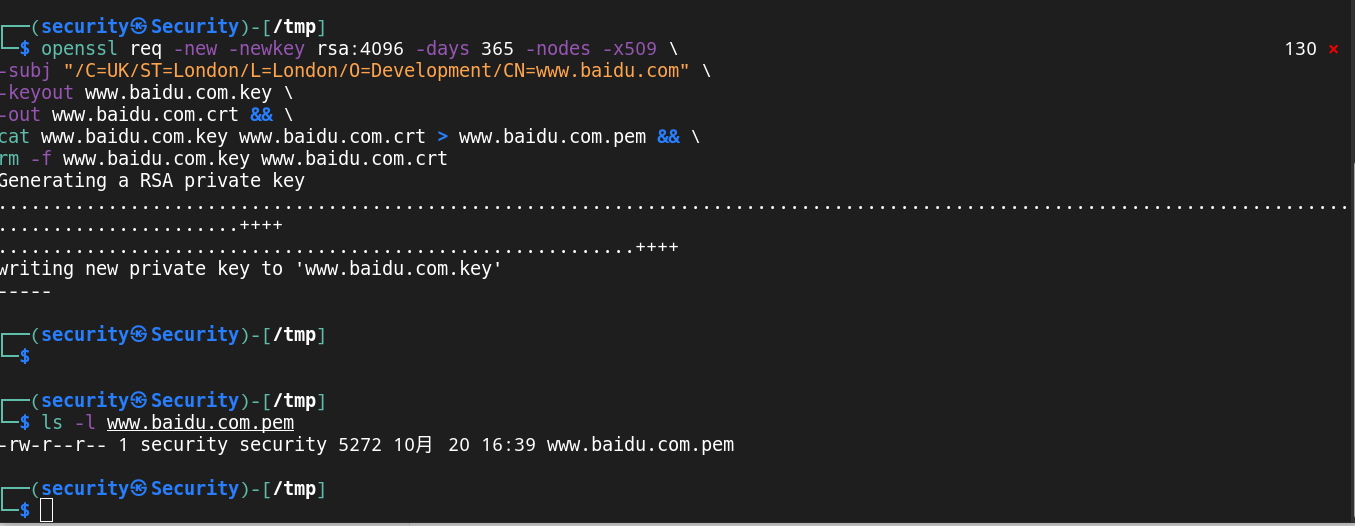 ┌──(security㉿Security)-[/tmp]
└─$ openssl req -new -newkey rsa:4096 -days 365 -nodes -x509 \ 130 ⨯
-subj "/C=UK/ST=London/L=London/O=Development/CN=www.baidu.com" \
-keyout www.baidu.com.key \
-out www.baidu.com.crt && \
cat www.baidu.com.key www.baidu.com.crt > www.baidu.com.pem && \
rm -f www.baidu.com.key www.baidu.com.crt
Generating a RSA private key
...........................................................................................................................
......................++++
..........................................................++++
writing new private key to 'www.baidu.com.key'
-----
┌──(security㉿Security)-[/tmp]
└─$
┌──(security㉿Security)-[/tmp]
└─$ ls -l www.baidu.com.pem
-rw-r--r-- 1 security security 5272 10月 20 16:39 www.baidu.com.pem
┌──(security㉿Security)-[/tmp]
└─$